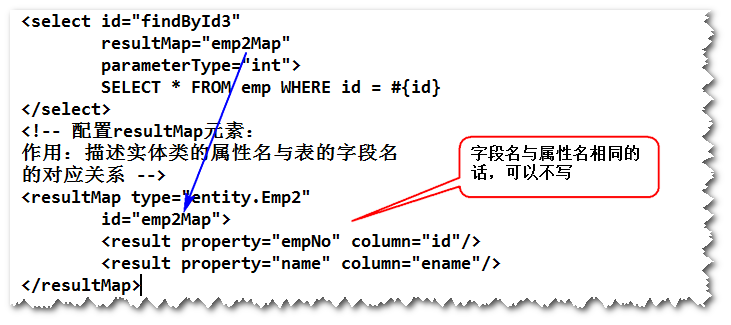 <select id="findById3"
resultMap="emp2Map"
parameterType="int">
SELECT * FROM emp WHERE id = #{id}
</select>
<!-- 配置resultMap元素：
作用：描述实体类的属性名与表的字段名
的对应关系 -->
<resultMap type="entity.Emp2"
id="emp2Map">
<result property="empNo" column="id"/>
<result property="name" column="ename"/>
</resultMap>
字段名与属性名相同的
话，可以不写